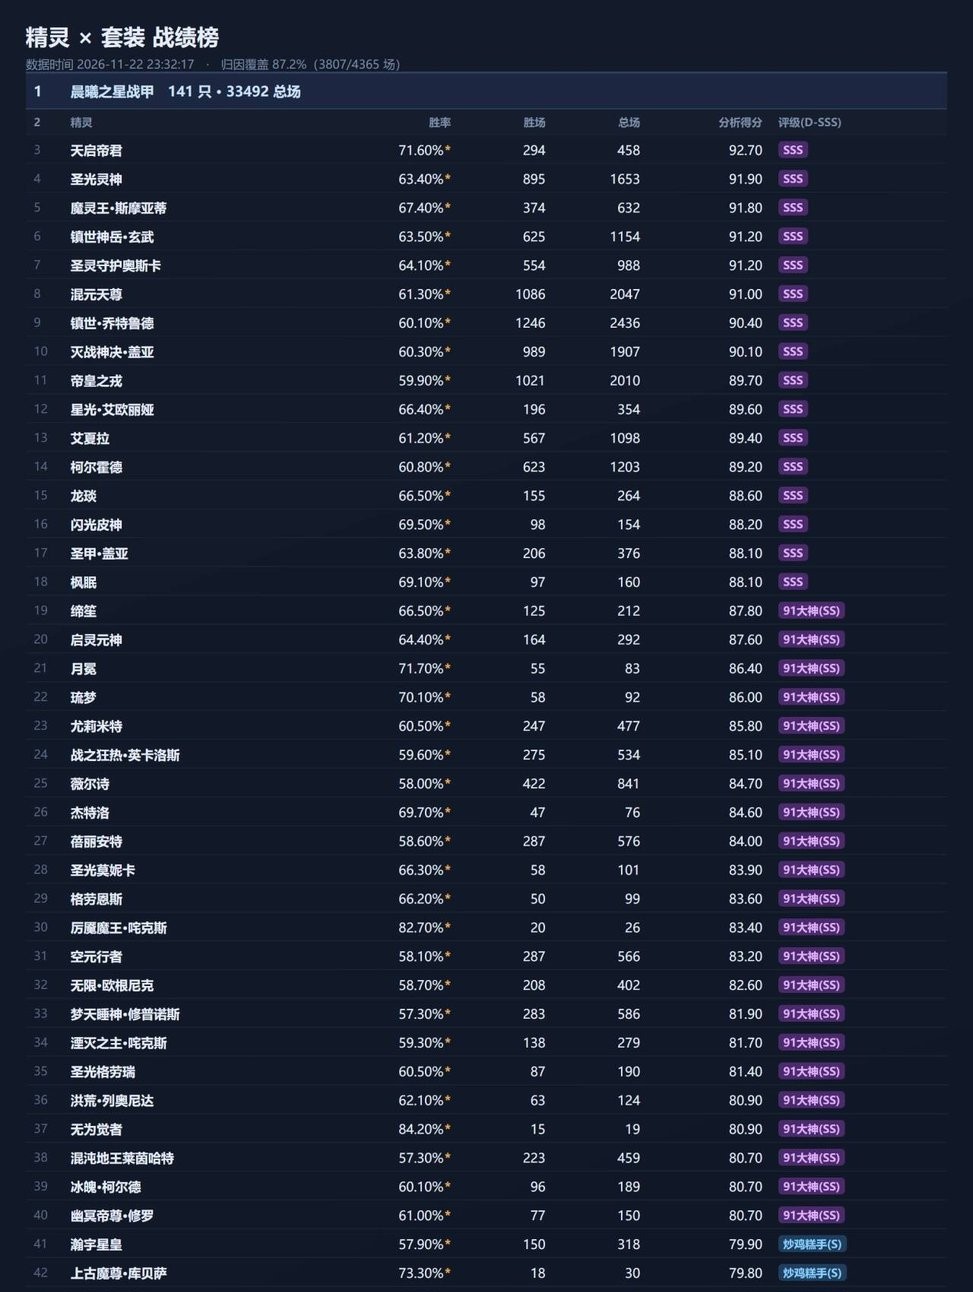 精灵 × 套装 战绩榜
数据时间 2026-11-22 23:32:17 · 归因覆盖 87.2%（3807/4365 场）
1 晨曦之星战甲 141 只 • 33492 总场
2 精灵 胜率 胜场 总场 分析得分 评级(D-SSS)
3 天启帝君 71.60%* 294 458 92.70 SSS
4 圣光灵神 63.40%* 895 1653 91.90 SSS
5 魔灵王•斯摩亚蒂 67.40%* 374 632 91.80 SSS
6 镇世神岳•玄武 63.50%* 625 1154 91.20 SSS
7 圣灵守护奥斯卡 64.10%* 554 988 91.20 SSS
8 混元天尊 61.30%* 1086 2047 91.00 SSS
9 镇世•乔特鲁德 60.10%* 1246 2436 90.40 SSS
10 灭战神决•盖亚 60.30%* 989 1907 90.10 SSS
11 帝皇之戎 59.90%* 1021 2010 89.70 SSS
12 星光•艾欧丽娅 66.40%* 196 354 89.60 SSS
13 艾夏拉 61.20%* 567 1098 89.40 SSS
14 柯尔霍德 60.80%* 623 1203 89.20 SSS
15 龙琰 66.50%* 155 264 88.60 SSS
16 闪光皮神 69.50%* 98 154 88.20 SSS
17 圣甲•盖亚 63.80%* 206 376 88.10 SSS
18 枫眠 69.10%* 97 160 88.10 SSS
19 缔笙 66.50%* 125 212 87.80 91大神(SS)
20 启灵元神 64.40%* 164 292 87.60 91大神(SS)
21 月冕 71.70%* 55 83 86.40 91大神(SS)
22 琉梦 70.10%* 58 92 86.00 91大神(SS)
23 尤莉米特 60.50%* 247 477 85.80 91大神(SS)
24 战之狂热•英卡洛斯 59.60%* 275 534 85.10 91大神(SS)
25 薇尔诗 58.00%* 422 841 84.70 91大神(SS)
26 杰特洛 69.70%* 47 76 84.60 91大神(SS)
27 蓓丽安特 58.60%* 287 576 84.00 91大神(SS)
28 圣光莫妮卡 66.30%* 58 101 83.90 91大神(SS)
29 格劳恩斯 66.20%* 50 99 83.60 91大神(SS)
30 厉魇魔王•咤克斯 82.70%* 20 26 83.40 91大神(SS)
31 空元行者 58.10%* 287 566 83.20 91大神(SS)
32 无限•欧根尼克 58.70%* 208 402 82.60 91大神(SS)
33 梦天睡神•修普诺斯 57.30%* 283 586 81.90 91大神(SS)
34 湮灭之主•咤克斯 59.30%* 138 279 81.70 91大神(SS)
35 圣光格劳瑞 60.50%* 87 190 81.40 91大神(SS)
36 洪荒•列奥尼达 62.10%* 63 124 80.90 91大神(SS)
37 无为觉者 84.20%* 15 19 80.90 91大神(SS)
38 混沌地王莱茵哈特 57.30%* 223 459 80.70 91大神(SS)
39 冰魄•柯尔德 60.10%* 96 189 80.70 91大神(SS)
40 幽冥帝尊•修罗 61.00%* 77 150 80.70 91大神(SS)
41 瀚宇星皇 57.90%* 150 318 79.90 炒鸡糕手(S)
42 上古魔尊•库贝萨 73.30%* 18 30 79.80 炒鸡糕手(S)